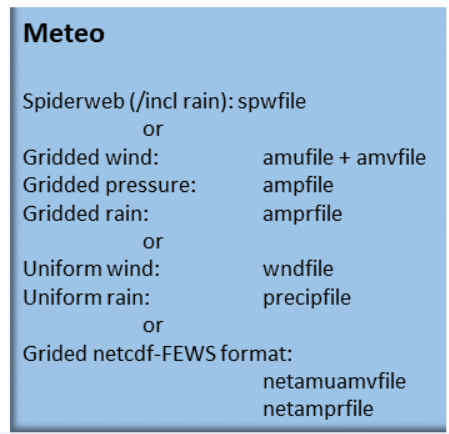 Meteo
Spiderweb (/incl rain): spwfile
or
Gridded wind: amufile + amvfile
Gridded pressure: ampfile
Gridded rain: amprfile
or
Uniform wind: wndfile
Uniform rain: precipfile
or
Grided netcdf-FEWS format:
netamuamvfile
netamprfile